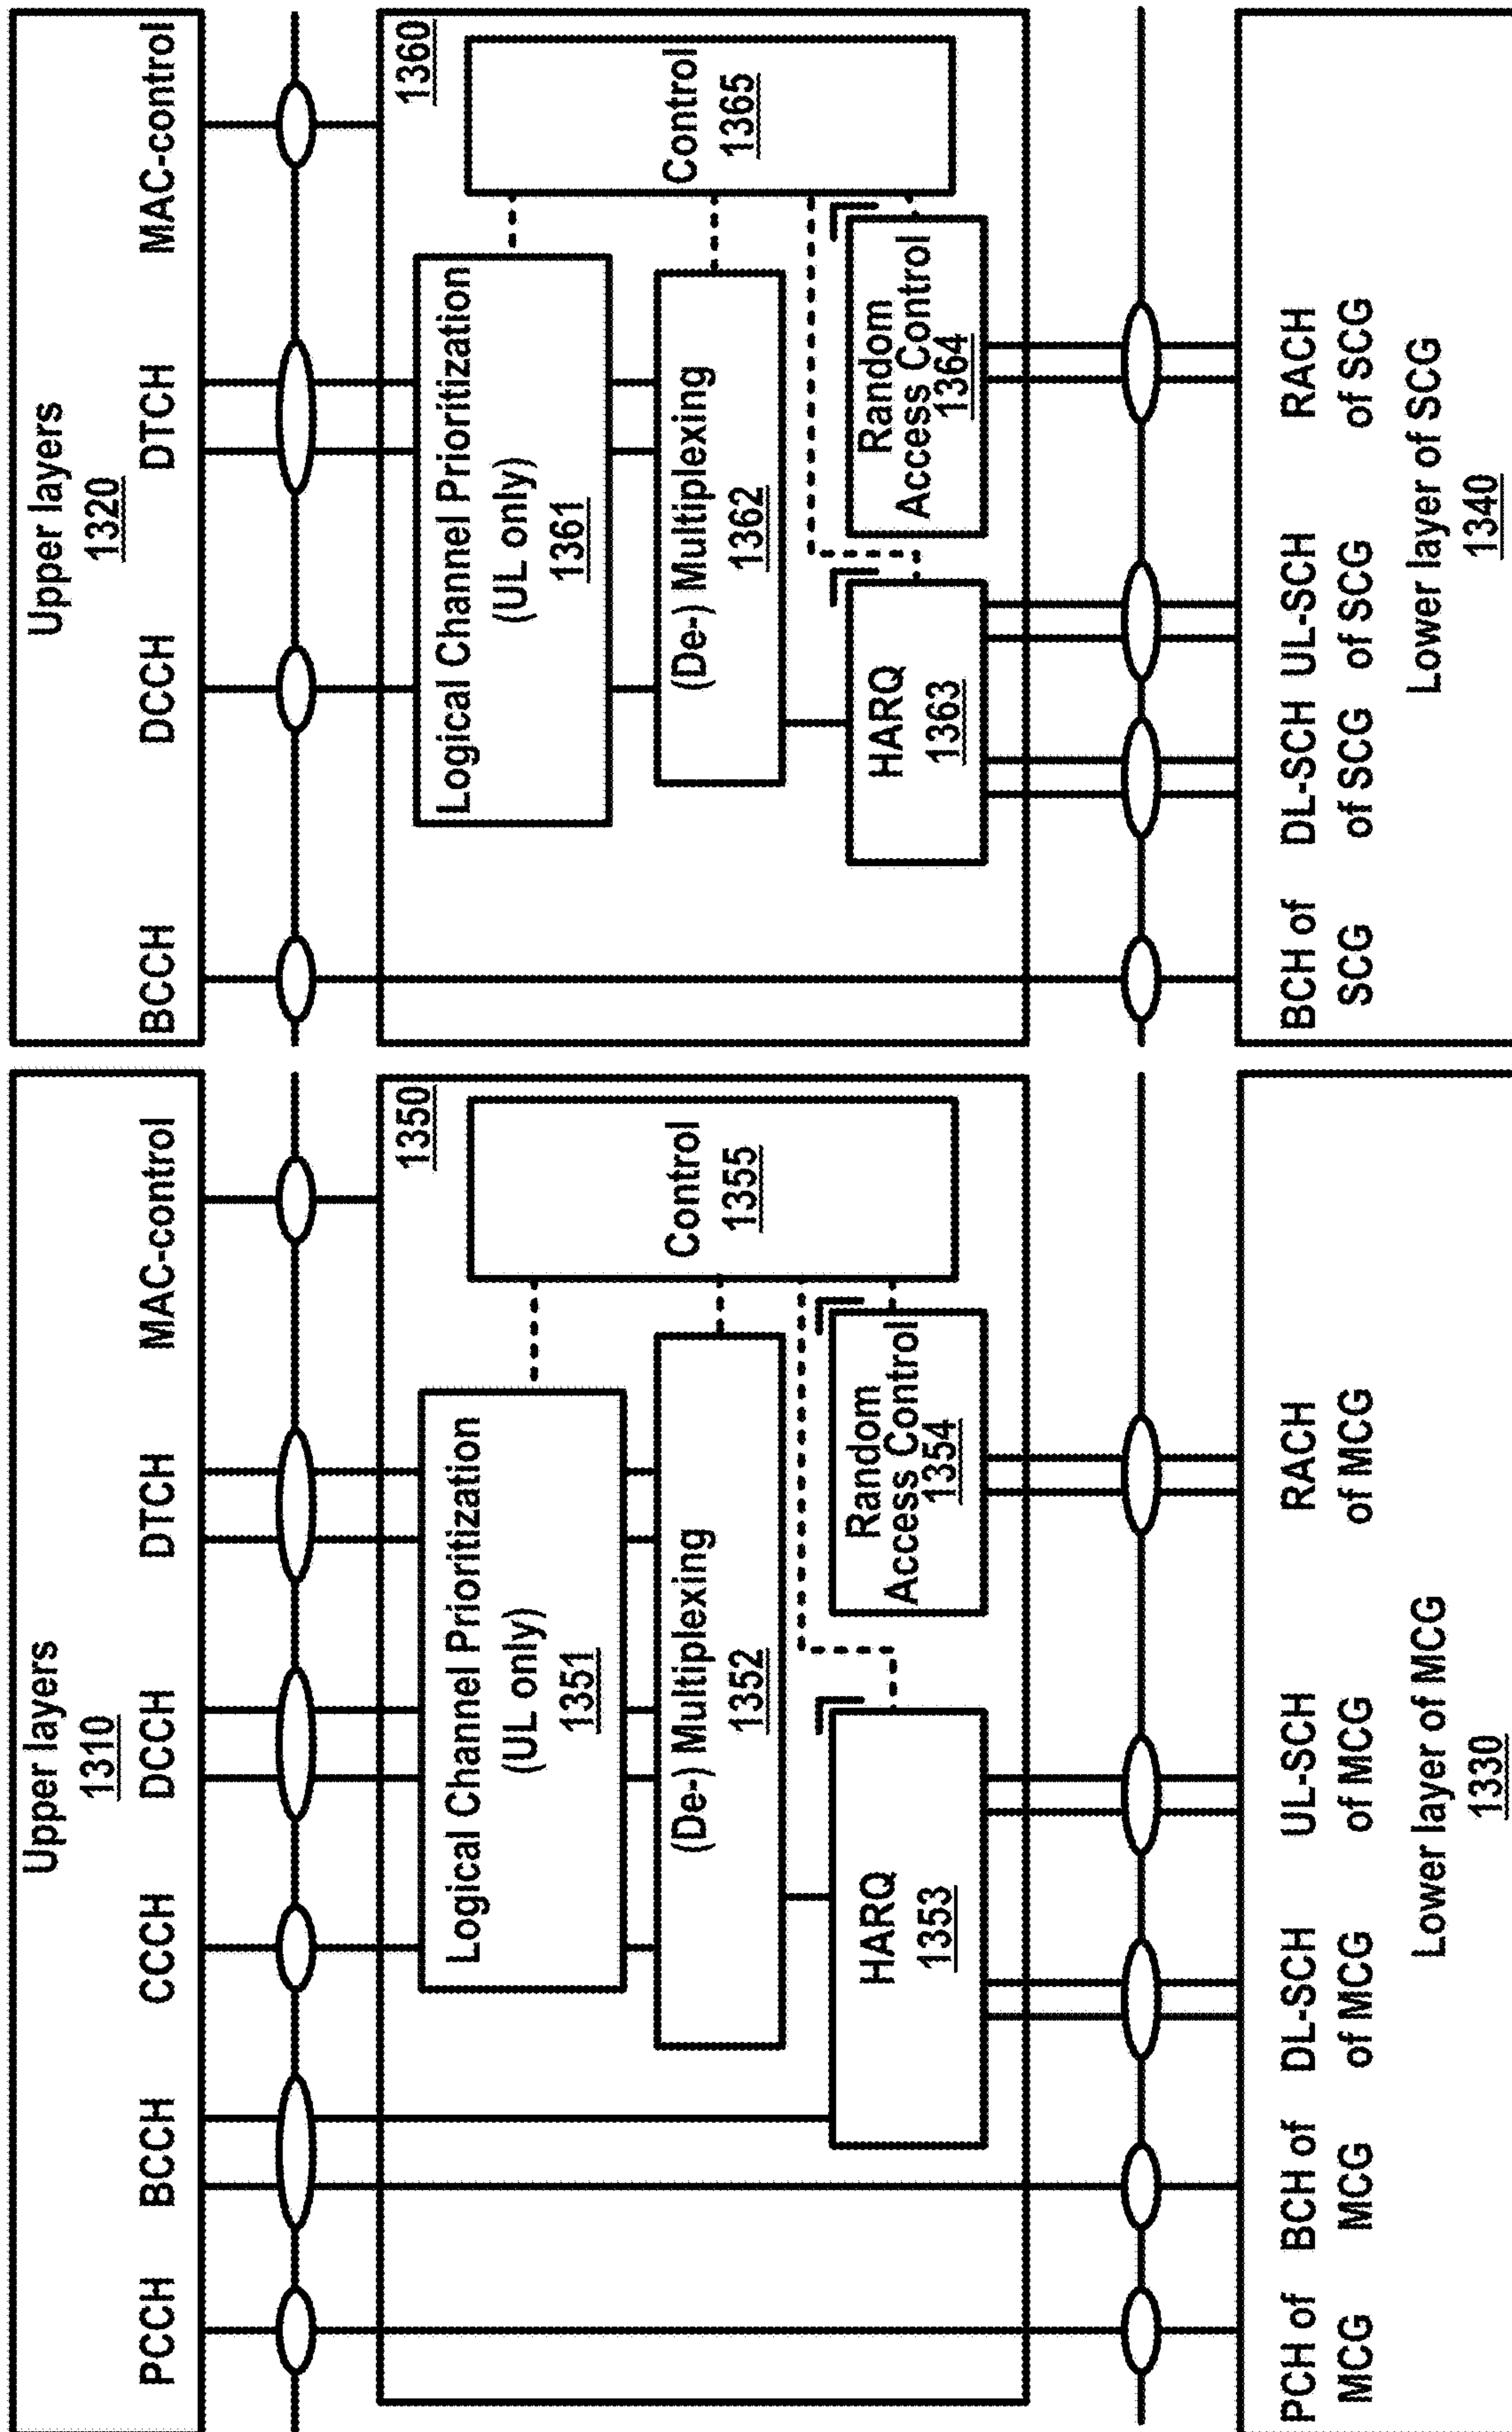 Upper layers
1310
PCCH BCCH CCCH DCCH DTCH MAC-control
1350
Logical Channel Prioritization
(UL only)
1351
(De-) Multiplexing
1352
HARQ
1353
Random
Access Control
1354
Control
1355
PCH of
MCG
BCH of
MCG
DL-SCH
of MCG
UL-SCH
of MCG
RACH
of MCG
Lower layer of MCG
1330
Upper layers
1320
BCCH DCCH DTCH MAC-control
1360
Logical Channel Prioritization
(UL only)
1361
(De-) Multiplexing
1362
HARQ
1363
Random
Access Control
1364
Control
1365
BCH of
SCG
DL-SCH
of SCG
UL-SCH
of SCG
RACH
of SCG
Lower layer of SCG
1340